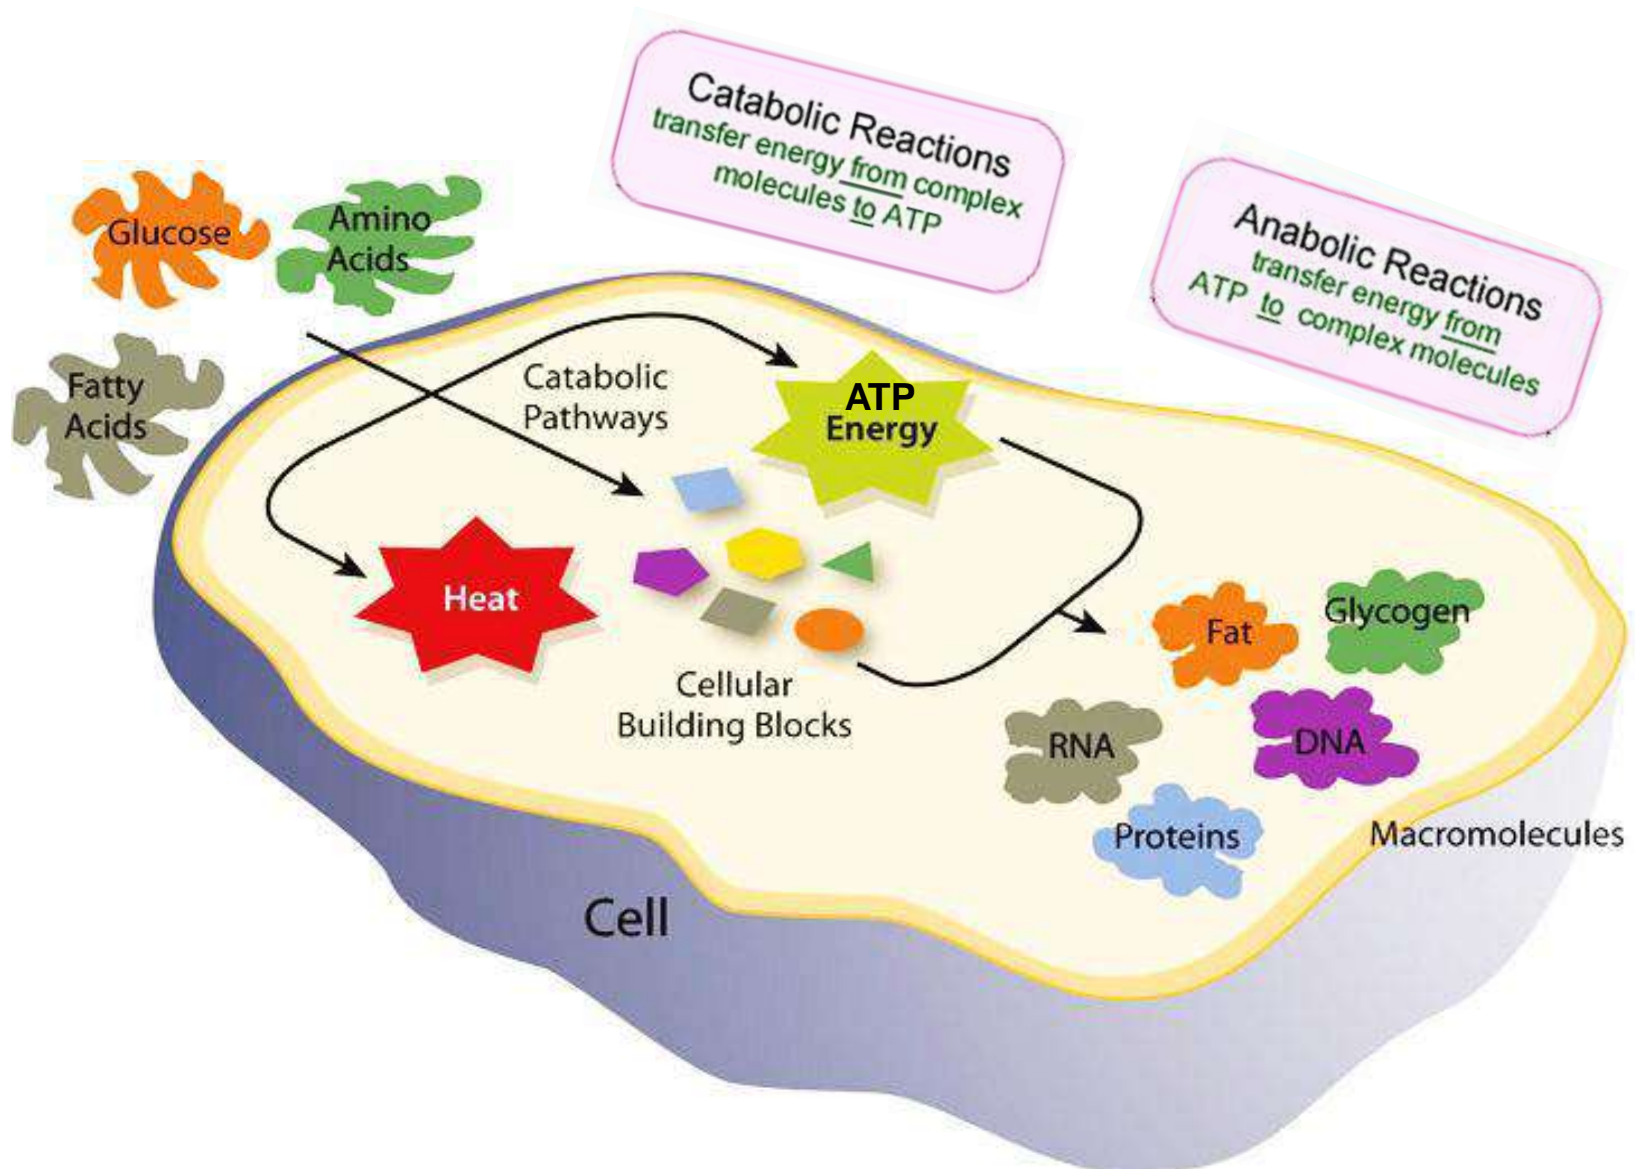 Catabolic Reactions
transfer energy from complex
molecules to ATP
Anabolic Reactions
transfer energy from
ATP to complex molecules
Glucose
Amino
Acids
Fatty
Acids
Catabolic
Pathways
ATP
Energy
Heat
Cellular
Building Blocks
Fat
Glycogen
RNA
DNA
Proteins
Macromolecules
Cell